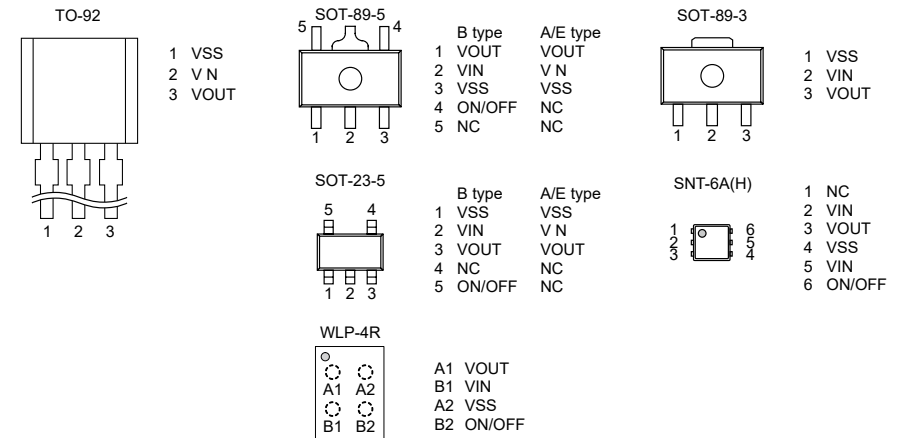 TO-92
1 VSS
2 V N
3 VOUT
1 2 3
SOT-89-5
5 4
1 2 3
B type A/E type
1 VOUT VOUT
2 VIN V N
3 VSS VSS
4 ON/OFF NC
5 NC NC
SOT-89-3
1 2 3
1 VSS
2 VIN
3 VOUT
SOT-23-5
5 4
1 2 3
B type A/E type
1 VSS VSS
2 VIN V N
3 VOUT VOUT
4 NC NC
5 ON/OFF NC
SNT-6A(H)
1 6
2 5
3 4
1 NC
2 VIN
3 VOUT
4 VSS
5 VIN
6 ON/OFF
WLP-4R
A1 A2
B1 B2
A1 VOUT
B1 VIN
A2 VSS
B2 ON/OFF